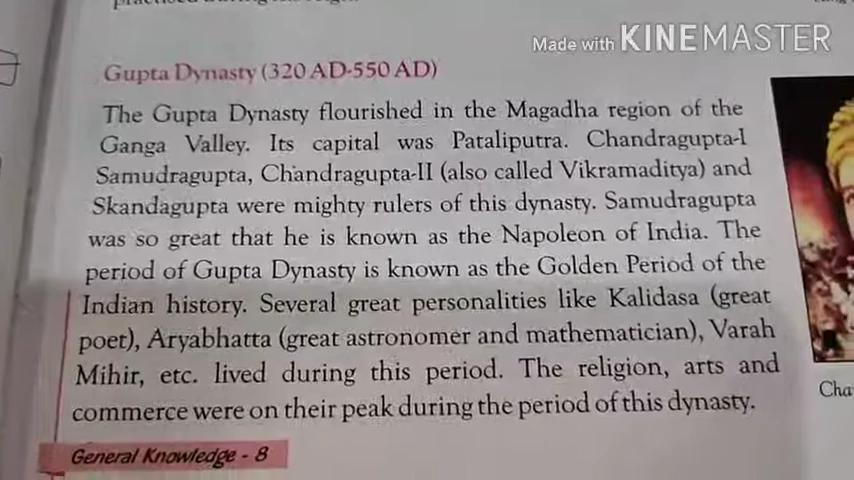 Made with KINEMASTER
Gupta Dynasty (320 AD-550 AD)
The Gupta Dynasty flourished in the Magadha region of the
Ganga Valley. Its capital was Pataliputra. Chandragupta-I
Samudragupta, Chandragupta-II (also called Vikramaditya) and
Skandagupta were mighty rulers of this dynasty. Samudragupta
was so great that he is known as the Napoleon of India. The
period of Gupta Dynasty is known as the Golden Period of the
Indian history. Several great personalities like Kalidasa (great
poet), Aryabhatta (great astronomer and mathematician), Varah
Mihir, etc. lived during this period. The religion, arts and
commerce were on their peak during the period of this dynasty.
Cha
General Knowledge - 8